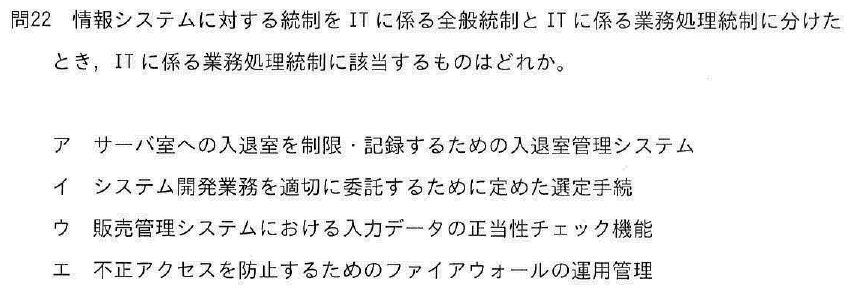 問22 情報システムに対する統制を IT に係る全般統制と IT に係る業務処理統制に分けた
とき，IT に係る業務処理統制に該当するものはどれか。
ア サーバ室への入退室を制限・記録するための入退室管理システム
イ システム開発業務を適切に委託するために定めた選定手続
ウ 販売管理システムにおける入力データの正当性チェック機能
エ 不正アクセスを防止するためのファイアウォールの運用管理